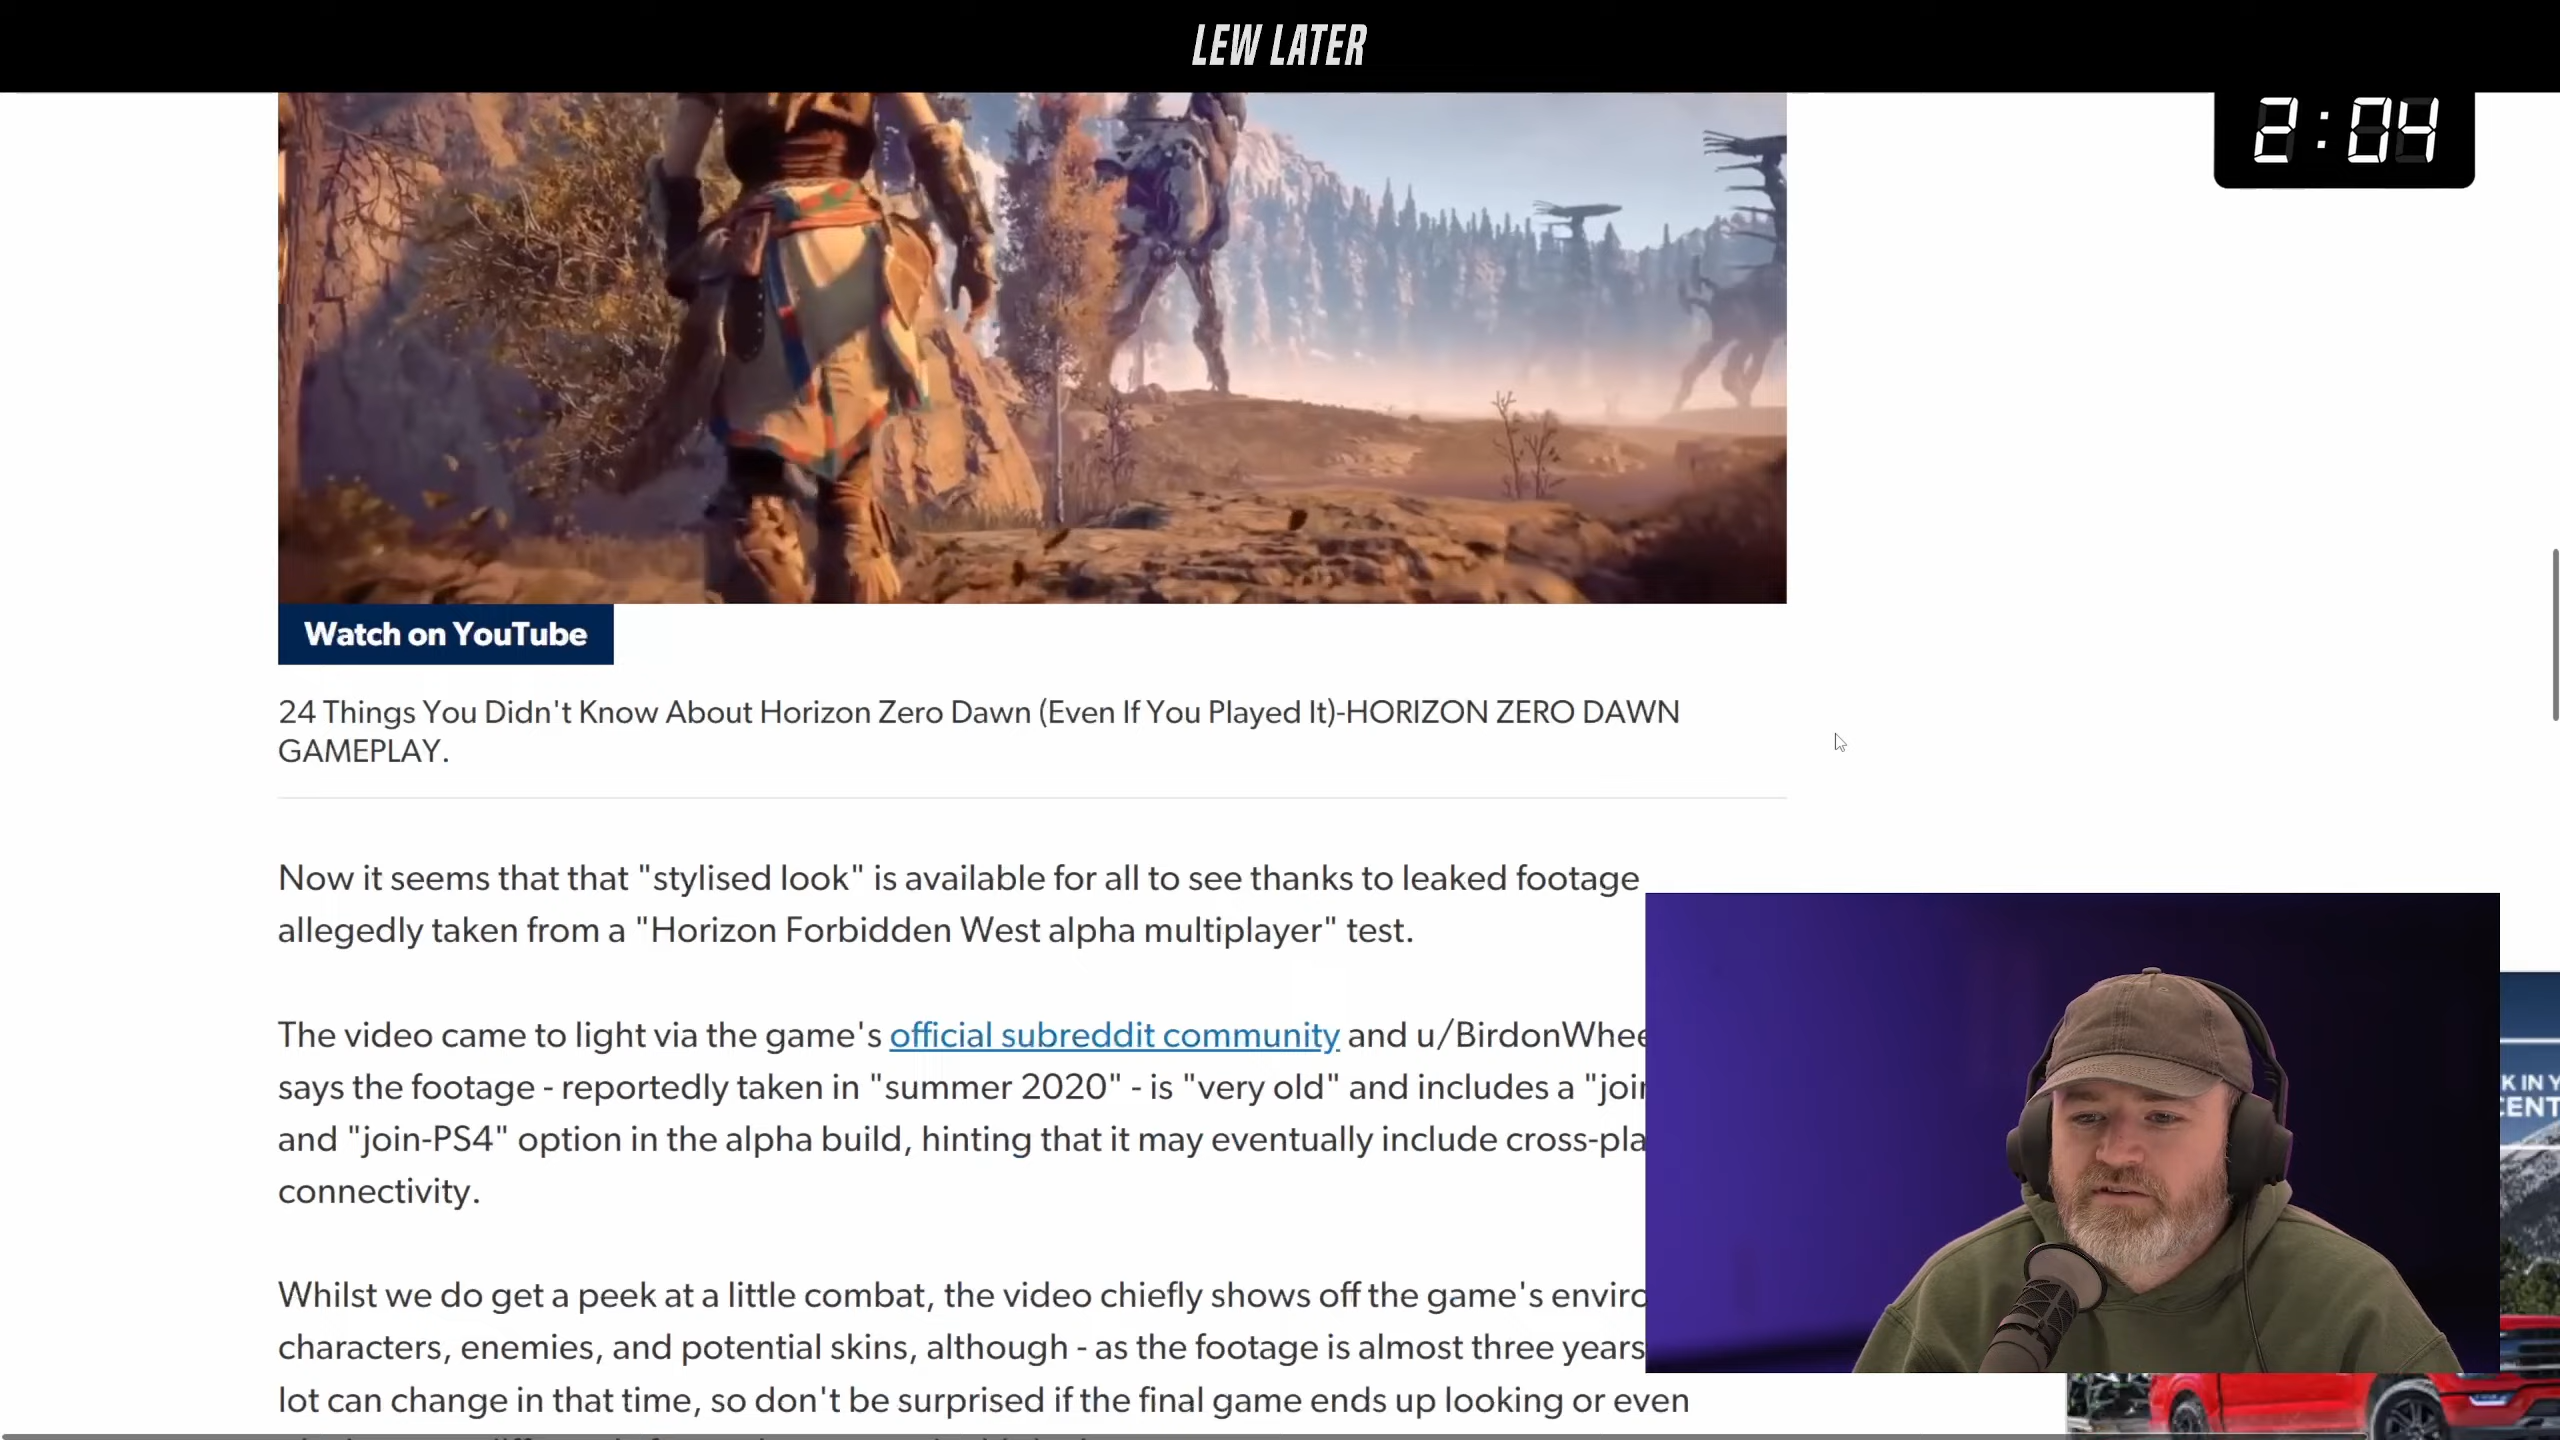 LEW LATER
2:04
Watch on YouTube
24 Things You Didn't Know About Horizon Zero Dawn (Even If You Played It)-HORIZON ZERO DAWN
GAMEPLAY.
Now it seems that that "stylised look" is available for all to see thanks to leaked footage
allegedly taken from a "Horizon Forbidden West alpha multiplayer" test.
The video came to light via the game's official subreddit community and
says the footage - reportedly taken in "summer 2020" - is "very old" and includes a
and "join-PS4" option in the alpha build, hinting that it may eventually include
connectivity.
Whilst we do get a peek at a little combat, the video chiefly shows off the game's
characters, enemies, and potential skins, although - as the footage is almost three years
lot can change in that time, so don't be surprised if the final game ends up looking or even